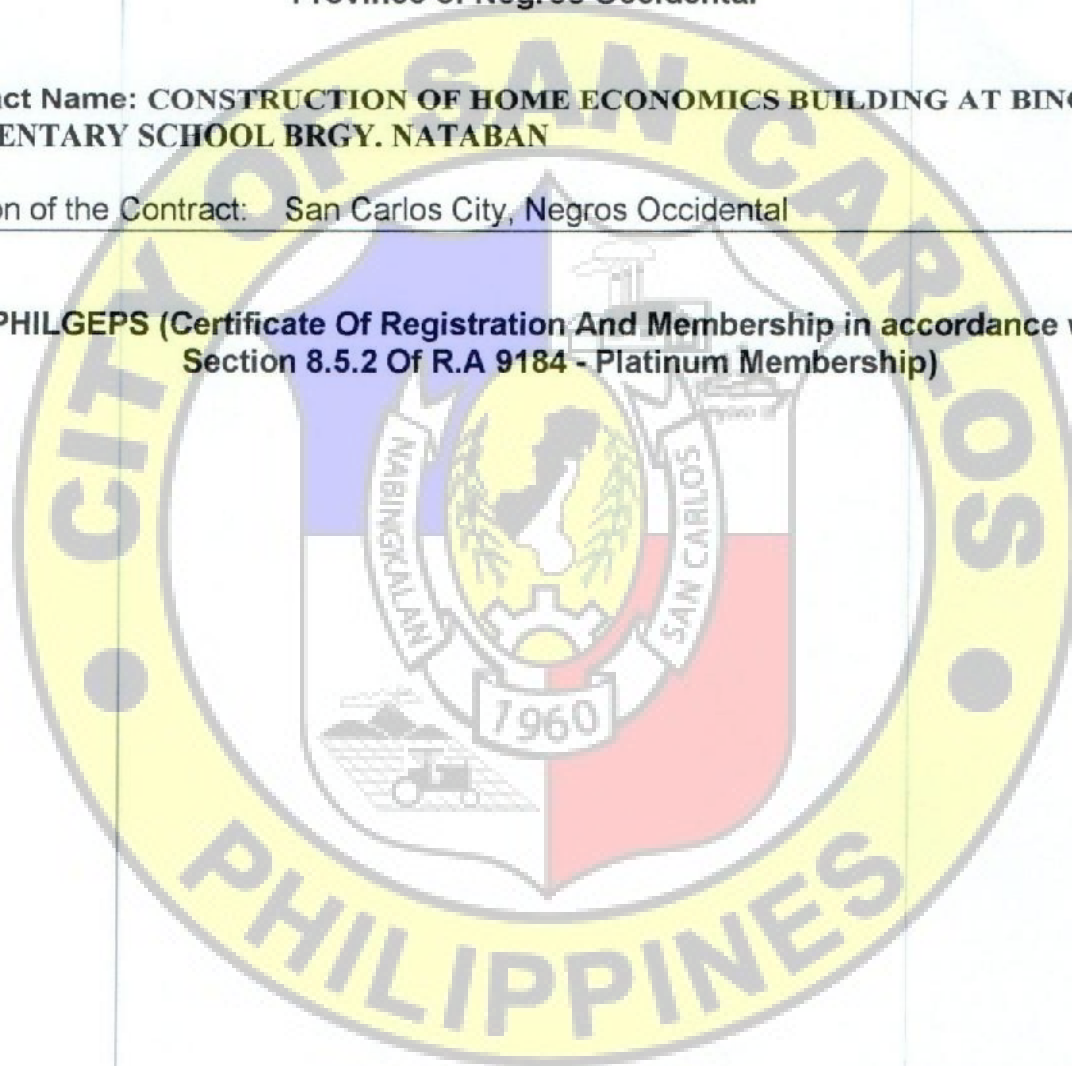 Province of Negros Occidental
act Name: CONSTRUCTION OF HOME ECONOMICS BUILDING AT BING
ENTARY SCHOOL BRGY. NATABAN
on of the Contract: San Carlos City, Negros Occidental
PHILGEPS (Certificate Of Registration And Membership in accordance w
Section 8.5.2 Of R.A 9184 - Platinum Membership)
CITY OF SAN CARLOS
NABINGKALAN
SAN CARLOS
1960
PHILIPPINES